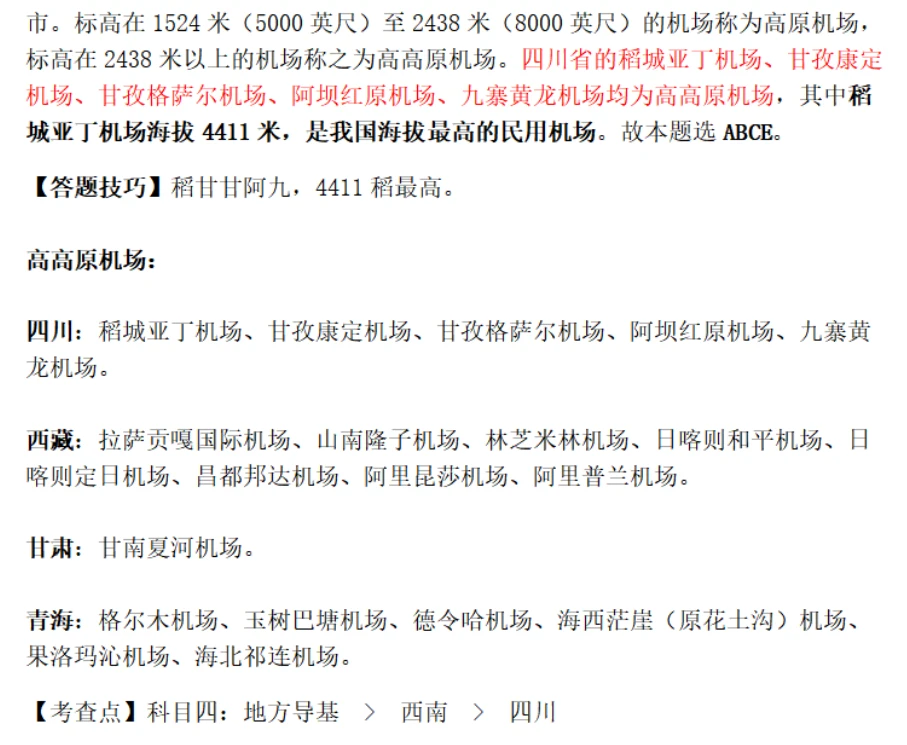 市。标高在 1524 米（5000 英尺）至 2438 米（8000 英尺）的机场称为高原机场，
标高在 2438 米以上的机场称之为高高原机场。四川省的稻城亚丁机场、甘孜康定
机场、甘孜格萨尔机场、阿坝红原机场、九寨黄龙机场均为高高原机场，其中稻
城亚丁机场海拔 4411 米，是我国海拔最高的民用机场。故本题选 ABCE。
【答题技巧】稻甘甘阿九，4411 稻最高。
高高原机场：
四川：稻城亚丁机场、甘孜康定机场、甘孜格萨尔机场、阿坝红原机场、九寨黄
龙机场。
西藏：拉萨贡嘎国际机场、山南隆子机场、林芝米林机场、日喀则和平机场、日
喀则定日机场、昌都邦达机场、阿里昆莎机场、阿里普兰机场。
甘肃：甘南夏河机场。
青海：格尔木机场、玉树巴塘机场、德令哈机场、海西茫崖（原花土沟）机场、
果洛玛沁机场、海北祁连机场。
【考查点】科目四：地方导基 > 西南 > 四川